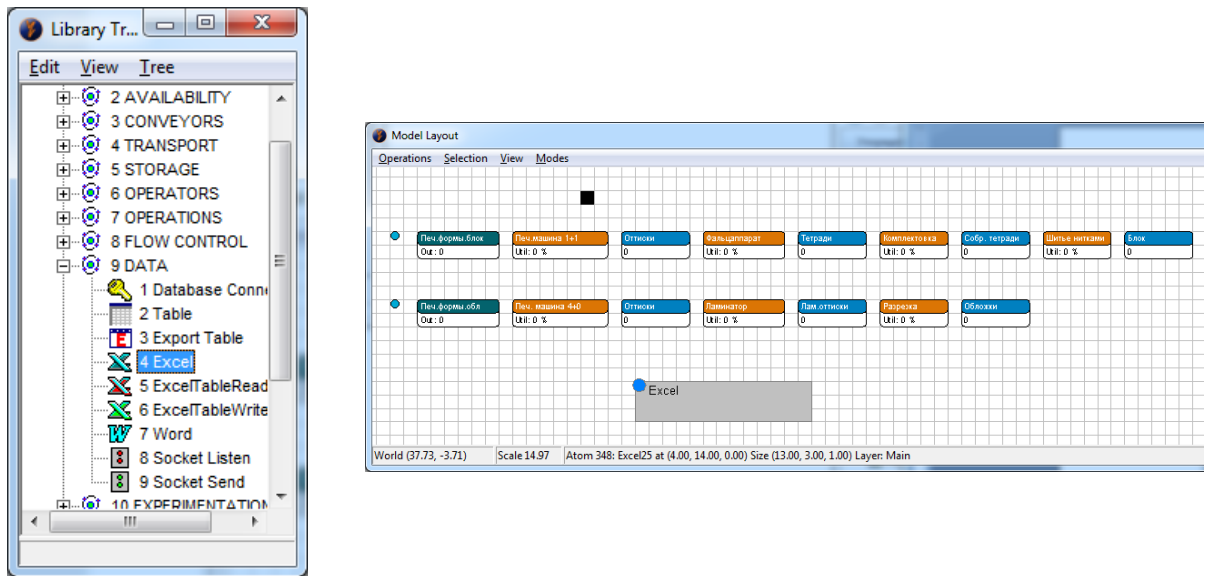 Library Tr...
Edit View Tree
2 AVAILABILITY
3 CONVEYORS
4 TRANSPORT
5 STORAGE
6 OPERATORS
7 OPERATIONS
8 FLOW CONTROL
9 DATA
1 Database Conn
2 Table
3 Export Table
4 Excel
5 ExcelTableRead
6 ExcelTableWrite
7 Word
8 Socket Listen
9 Socket Send
10 EXPERIMENTATION
Model Layout
Operations Selection View Modes
Печ.формы.блок Печ.машина 1+1 Оттиски Фальцаппарат Тетради Комплектовка Собр. тетради Шитье нитками Блок
Out: 0 Util: 0 % 0 Util: 0 % 0 Util: 0 % 0 Util: 0 % 0
Печ.формы.обл Печ. машина 4+0 Оттиски Ламинатор Лам.оттиски Разрезка Обложки
Out: 0 Util: 0 % 0 Util: 0 % 0 Util: 0 % 0
Excel
World (37.73, -3.71) Scale 14.97 Atom 348: Excel25 at (4.00, 14.00, 0.00) Size (13.00, 3.00, 1.00) Layer: Main